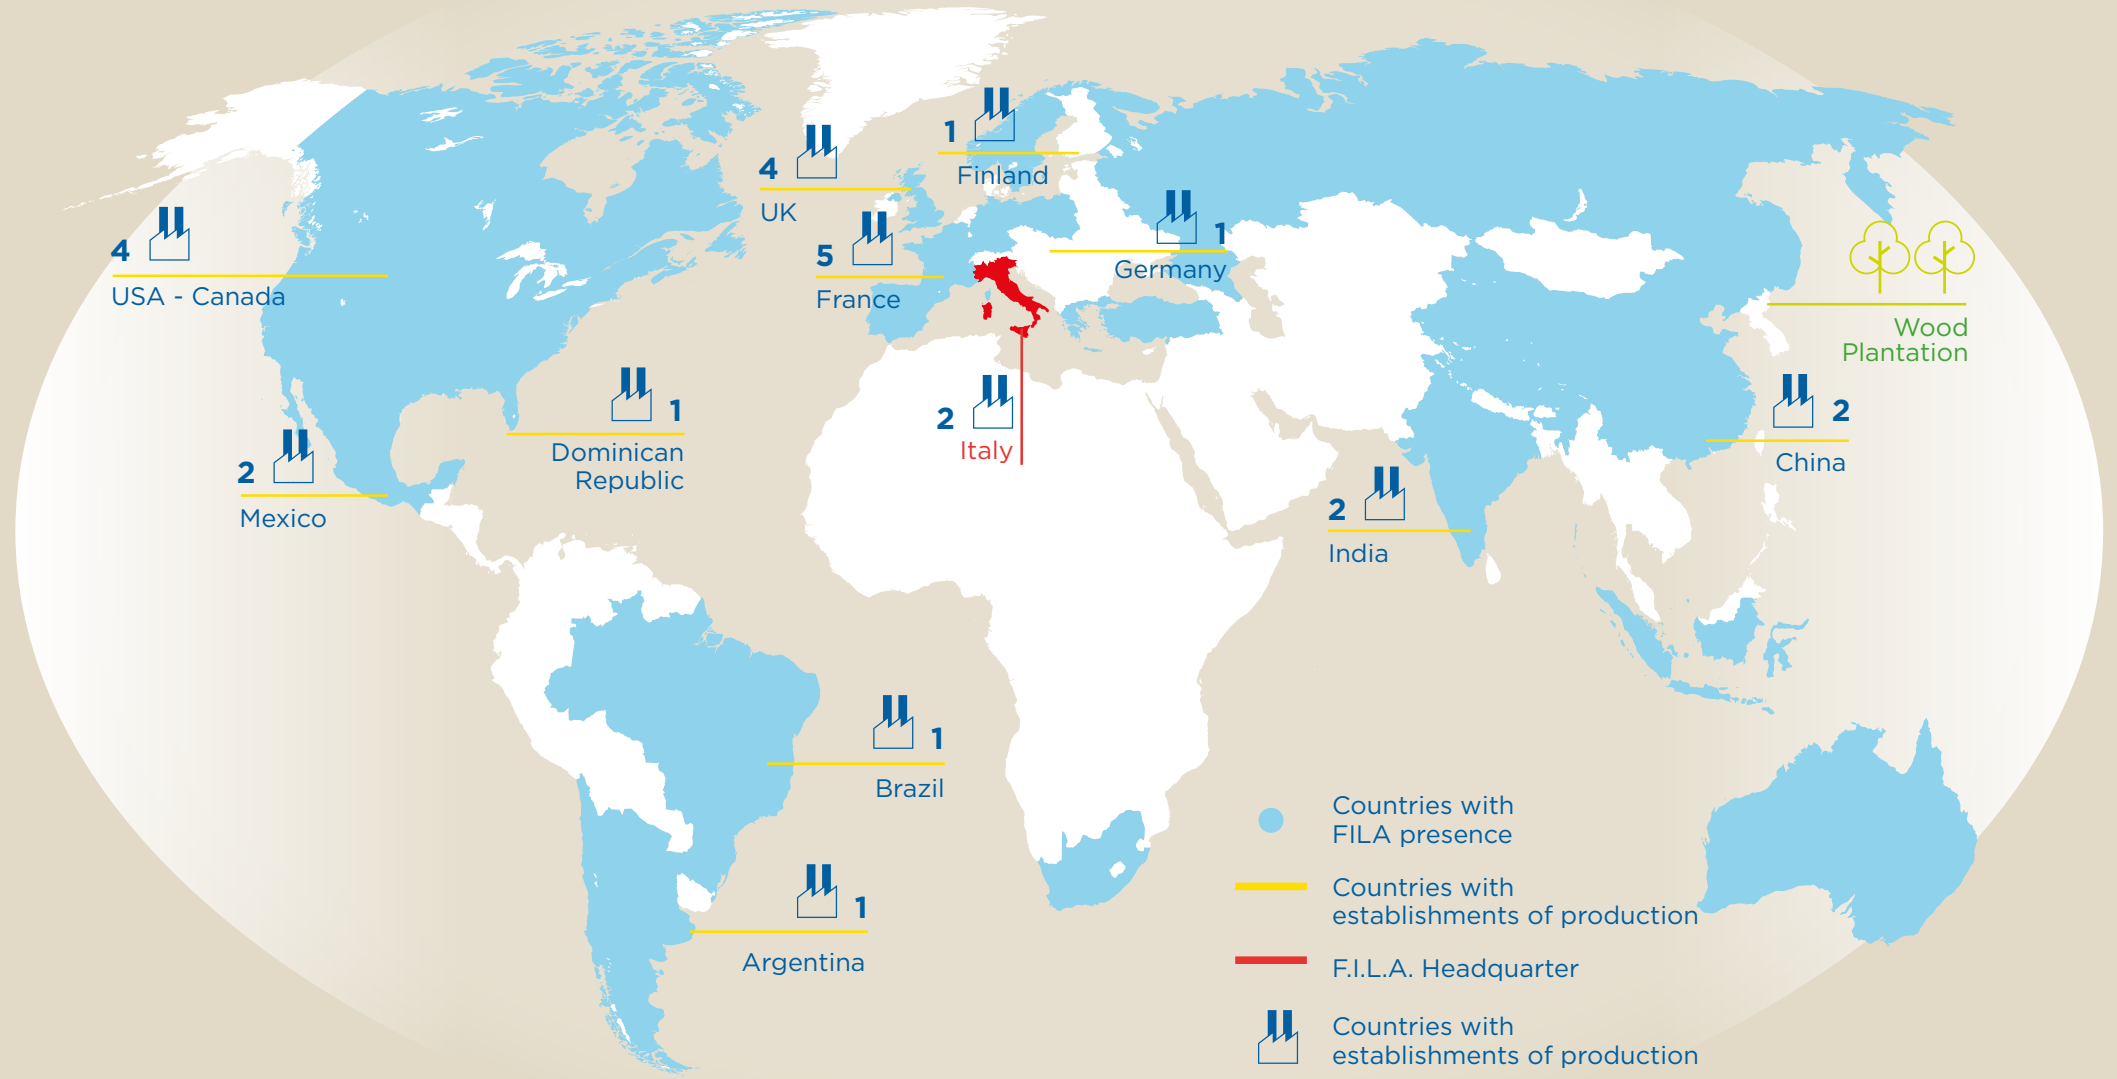 1
Finland
4
UK
1
Germany
4
USA - Canada
5
France
Wood
Plantation
1
Dominican
Republic
2
Italy
2
China
2
Mexico
2
India
1
Brazil
1
Argentina
Countries with
FILA presence
Countries with
establishments of production
F.I.L.A. Headquarter
Countries with
establishments of production